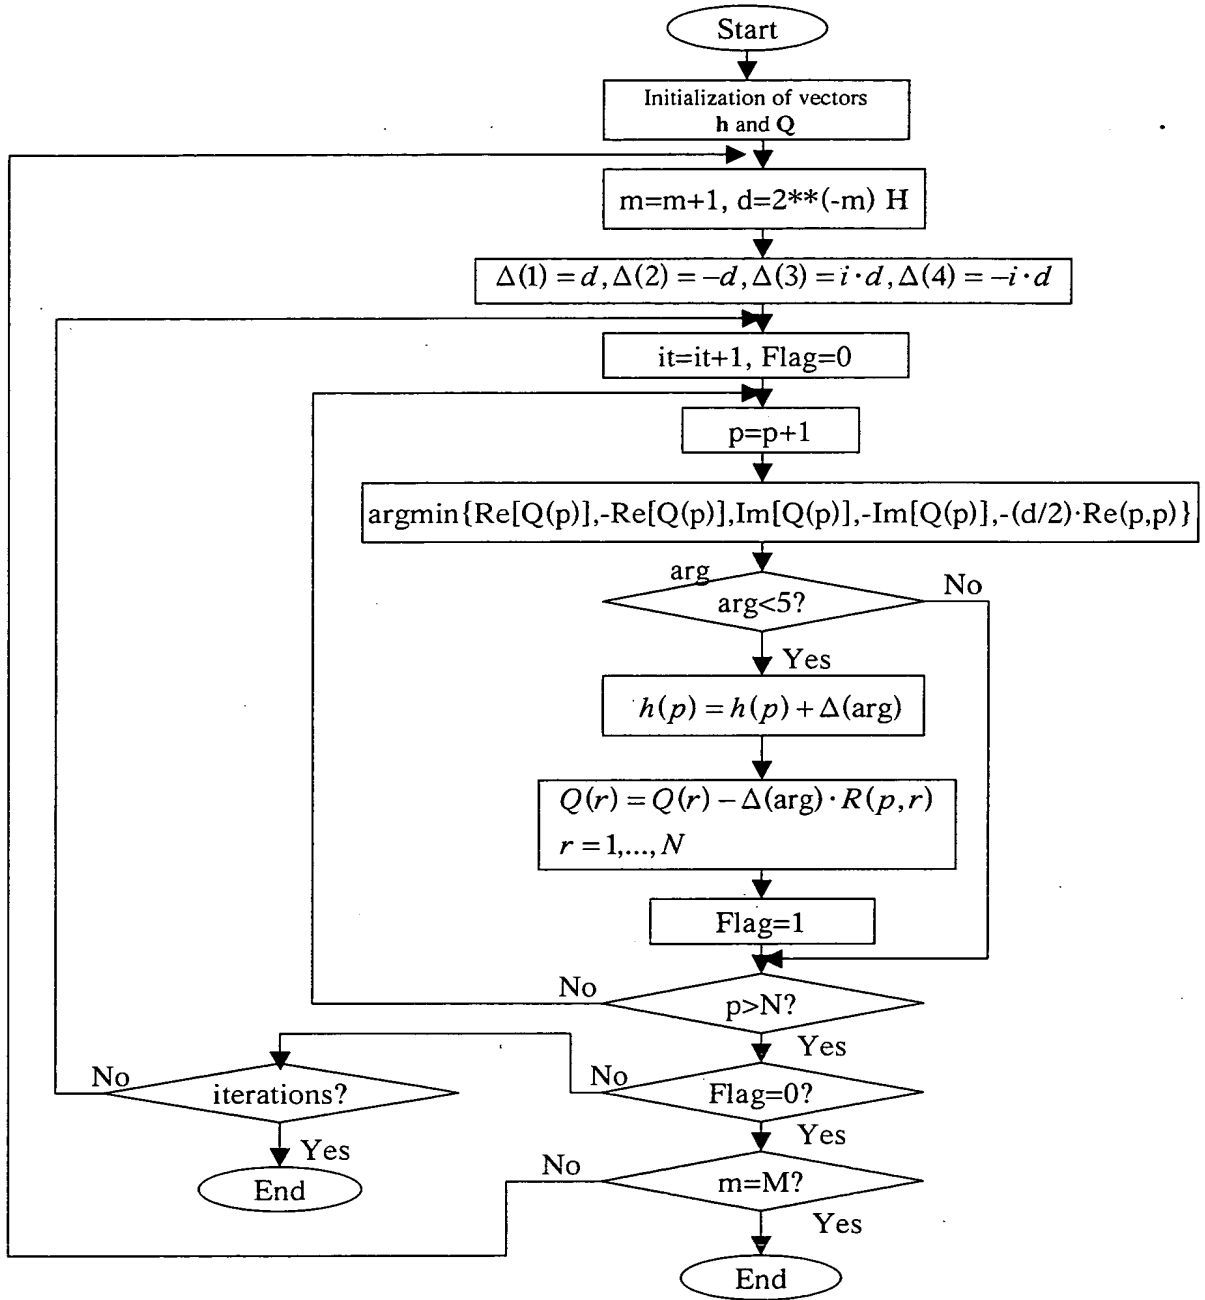 Start
Initialization of vectors
h and Q
m=m+1, d=2**(-m) H
Δ(1) = d, Δ(2) = −d, Δ(3) = i·d, Δ(4) = −i·d
it=it+1, Flag=0
p=p+1
argmin{Re[Q(p)],-Re[Q(p)],Im[Q(p)],-Im[Q(p)],-(d/2)·Re(p,p)}
arg
No
arg<5?
Yes
h(p) = h(p) + Δ(arg)
Q(r) = Q(r) − Δ(arg)·R(p,r)
r = 1,..., N
Flag=1
No
p>N?
Yes
No
iterations?
No
Flag=0?
Yes
Yes
End
No
m=M?
Yes
End